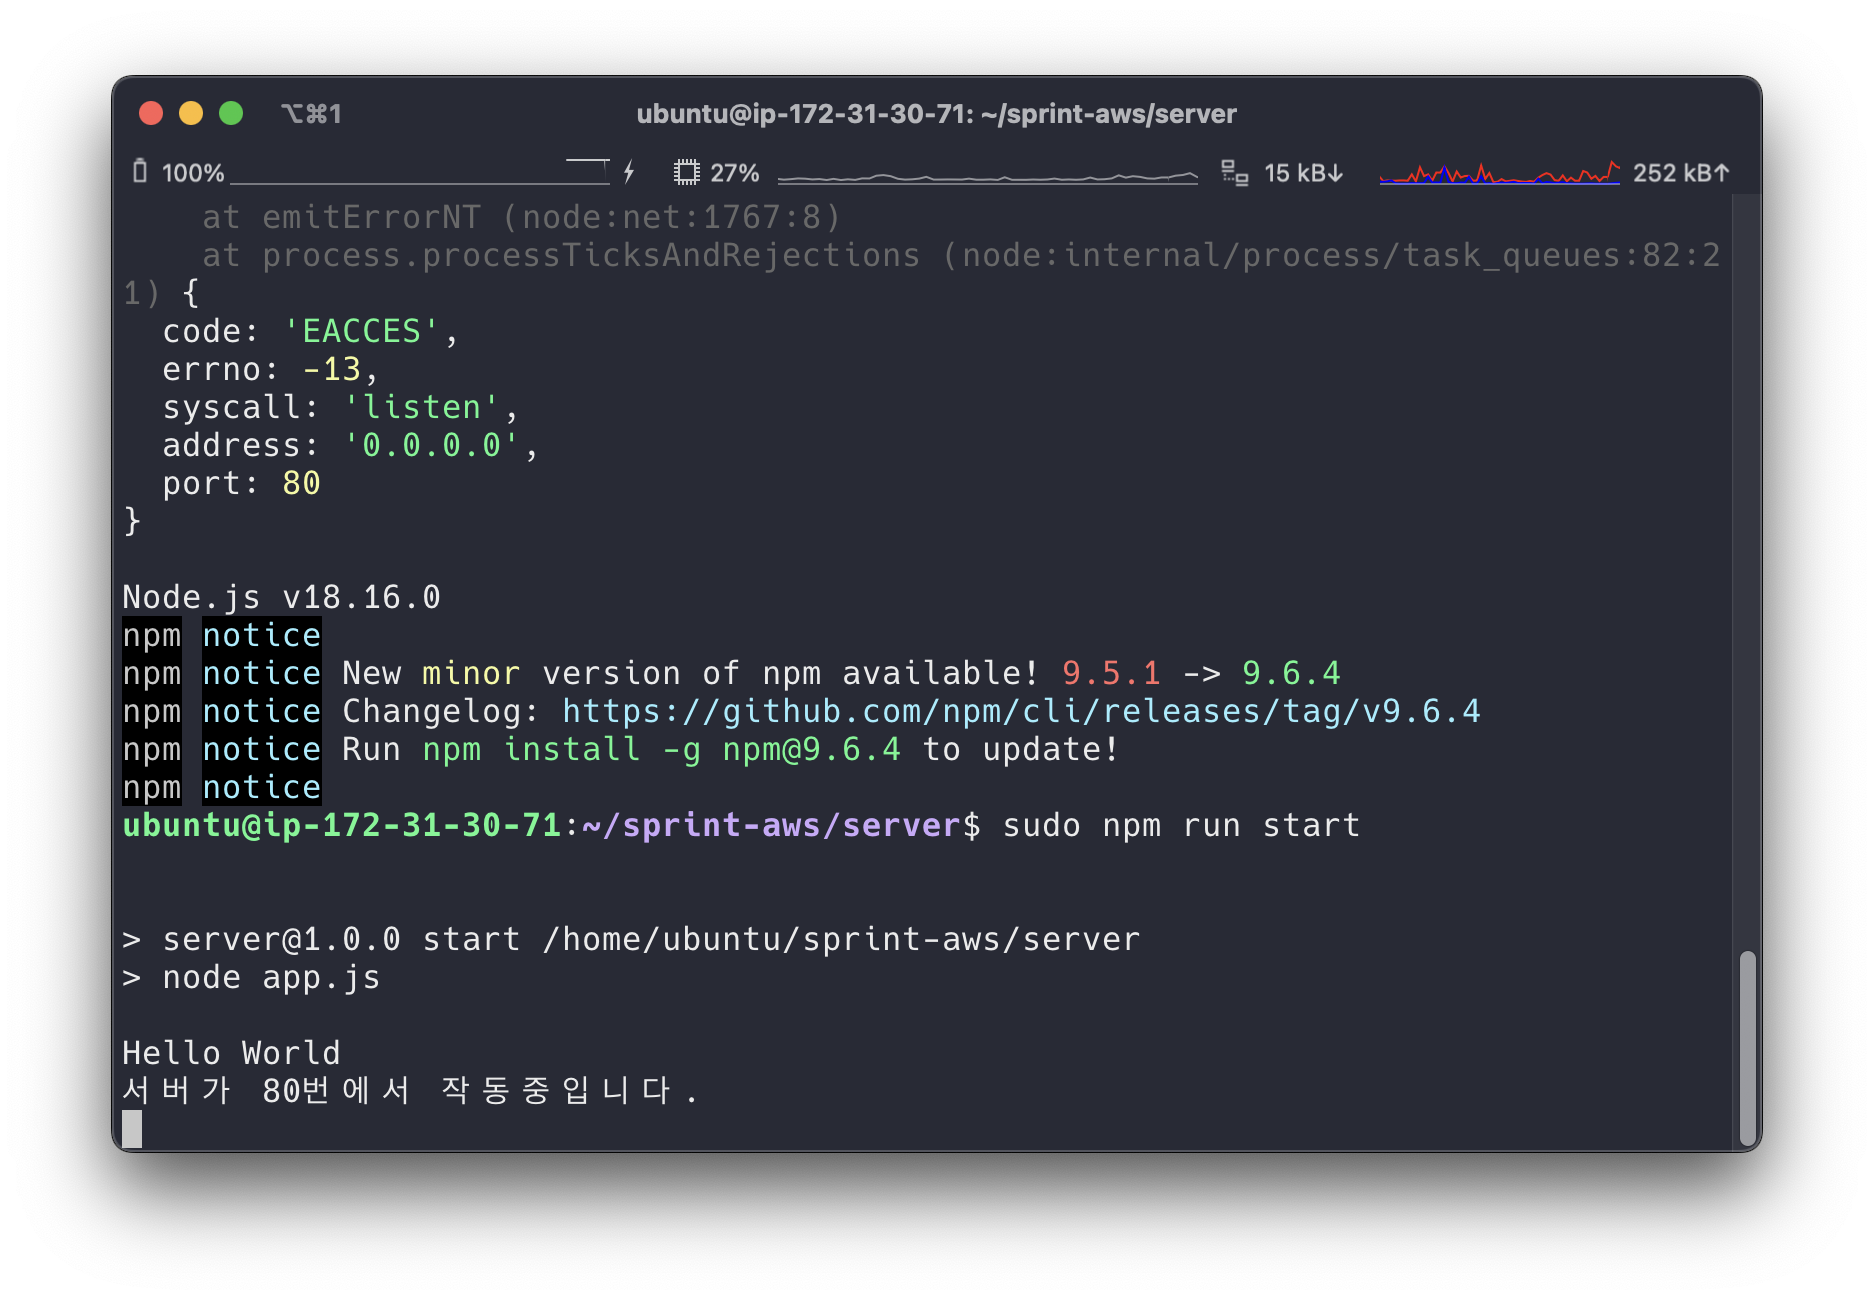 ⌥⌘1 ubuntu@ip-172-31-30-71: ~/sprint-aws/server
100% 27% 15 kB↓ 252 kB↑
    at emitErrorNT (node:net:1767:8)
    at process.processTicksAndRejections (node:internal/process/task_queues:82:2
1) {
  code: 'EACCES',
  errno: -13,
  syscall: 'listen',
  address: '0.0.0.0',
  port: 80
}
Node.js v18.16.0
npm notice
npm notice New minor version of npm available! 9.5.1 -> 9.6.4
npm notice Changelog: https://github.com/npm/cli/releases/tag/v9.6.4
npm notice Run npm install -g npm@9.6.4 to update!
npm notice
ubuntu@ip-172-31-30-71:~/sprint-aws/server$ sudo npm run start
> server@1.0.0 start /home/ubuntu/sprint-aws/server
> node app.js
Hello World
서버가 80번에서 작동중입니다.